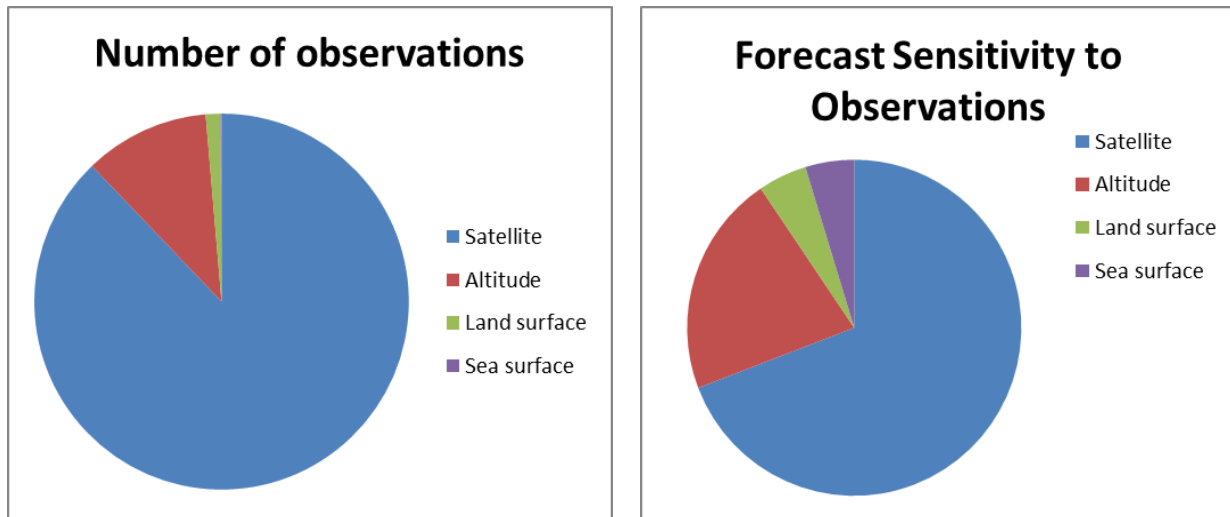 Number of observations
Satellite
Altitude
Land surface
Sea surface
Forecast Sensitivity to
Observations
Satellite
Altitude
Land surface
Sea surface